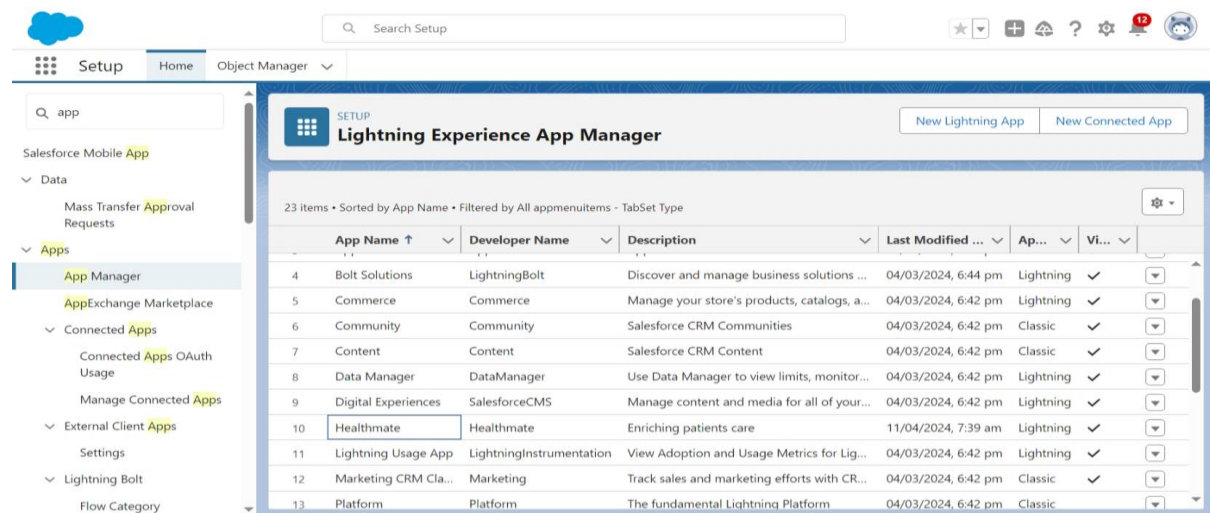 Search Setup
12
Setup
Home
Object Manager
app
Salesforce Mobile App
Data
Mass Transfer Approval
Requests
Apps
App Manager
AppExchange Marketplace
Connected Apps
Connected Apps OAuth
Usage
Manage Connected Apps
External Client Apps
Settings
Lightning Bolt
Flow Category
SETUP
Lightning Experience App Manager
New Lightning App
New Connected App
23 items • Sorted by App Name • Filtered by All appmenuitems - TabSet Type
App Name ↑ Developer Name Description Last Modified ... Ap... Vi...
4 Bolt Solutions LightningBolt Discover and manage business solutions ... 04/03/2024, 6:44 pm Lightning ✓
5 Commerce Commerce Manage your store's products, catalogs, a... 04/03/2024, 6:42 pm Lightning ✓
6 Community Community Salesforce CRM Communities 04/03/2024, 6:42 pm Classic ✓
7 Content Content Salesforce CRM Content 04/03/2024, 6:42 pm Classic ✓
8 Data Manager DataManager Use Data Manager to view limits, monitor... 04/03/2024, 6:42 pm Lightning ✓
9 Digital Experiences SalesforceCMS Manage content and media for all of your... 04/03/2024, 6:42 pm Lightning ✓
10 Healthmate Healthmate Enriching patients care 11/04/2024, 7:39 am Lightning ✓
11 Lightning Usage App LightningInstrumentation View Adoption and Usage Metrics for Lig... 04/03/2024, 6:42 pm Lightning ✓
12 Marketing CRM Cla... Marketing Track sales and marketing efforts with CR... 04/03/2024, 6:42 pm Classic ✓
13 Platform Platform The fundamental Lightning Platform 04/03/2024, 6:42 pm Classic